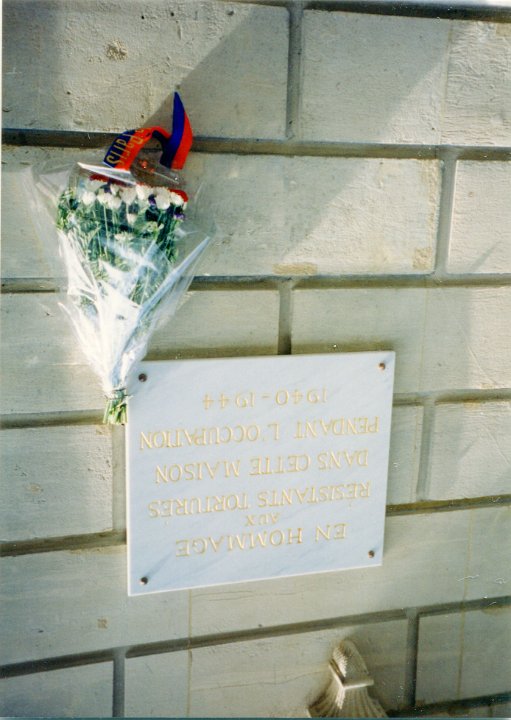 EN HOMMAGE
AUX
RÉSISTANTS TORTURÉS
DANS CETTE MAISON
PENDANT L'OCCUPATION
1940-1944